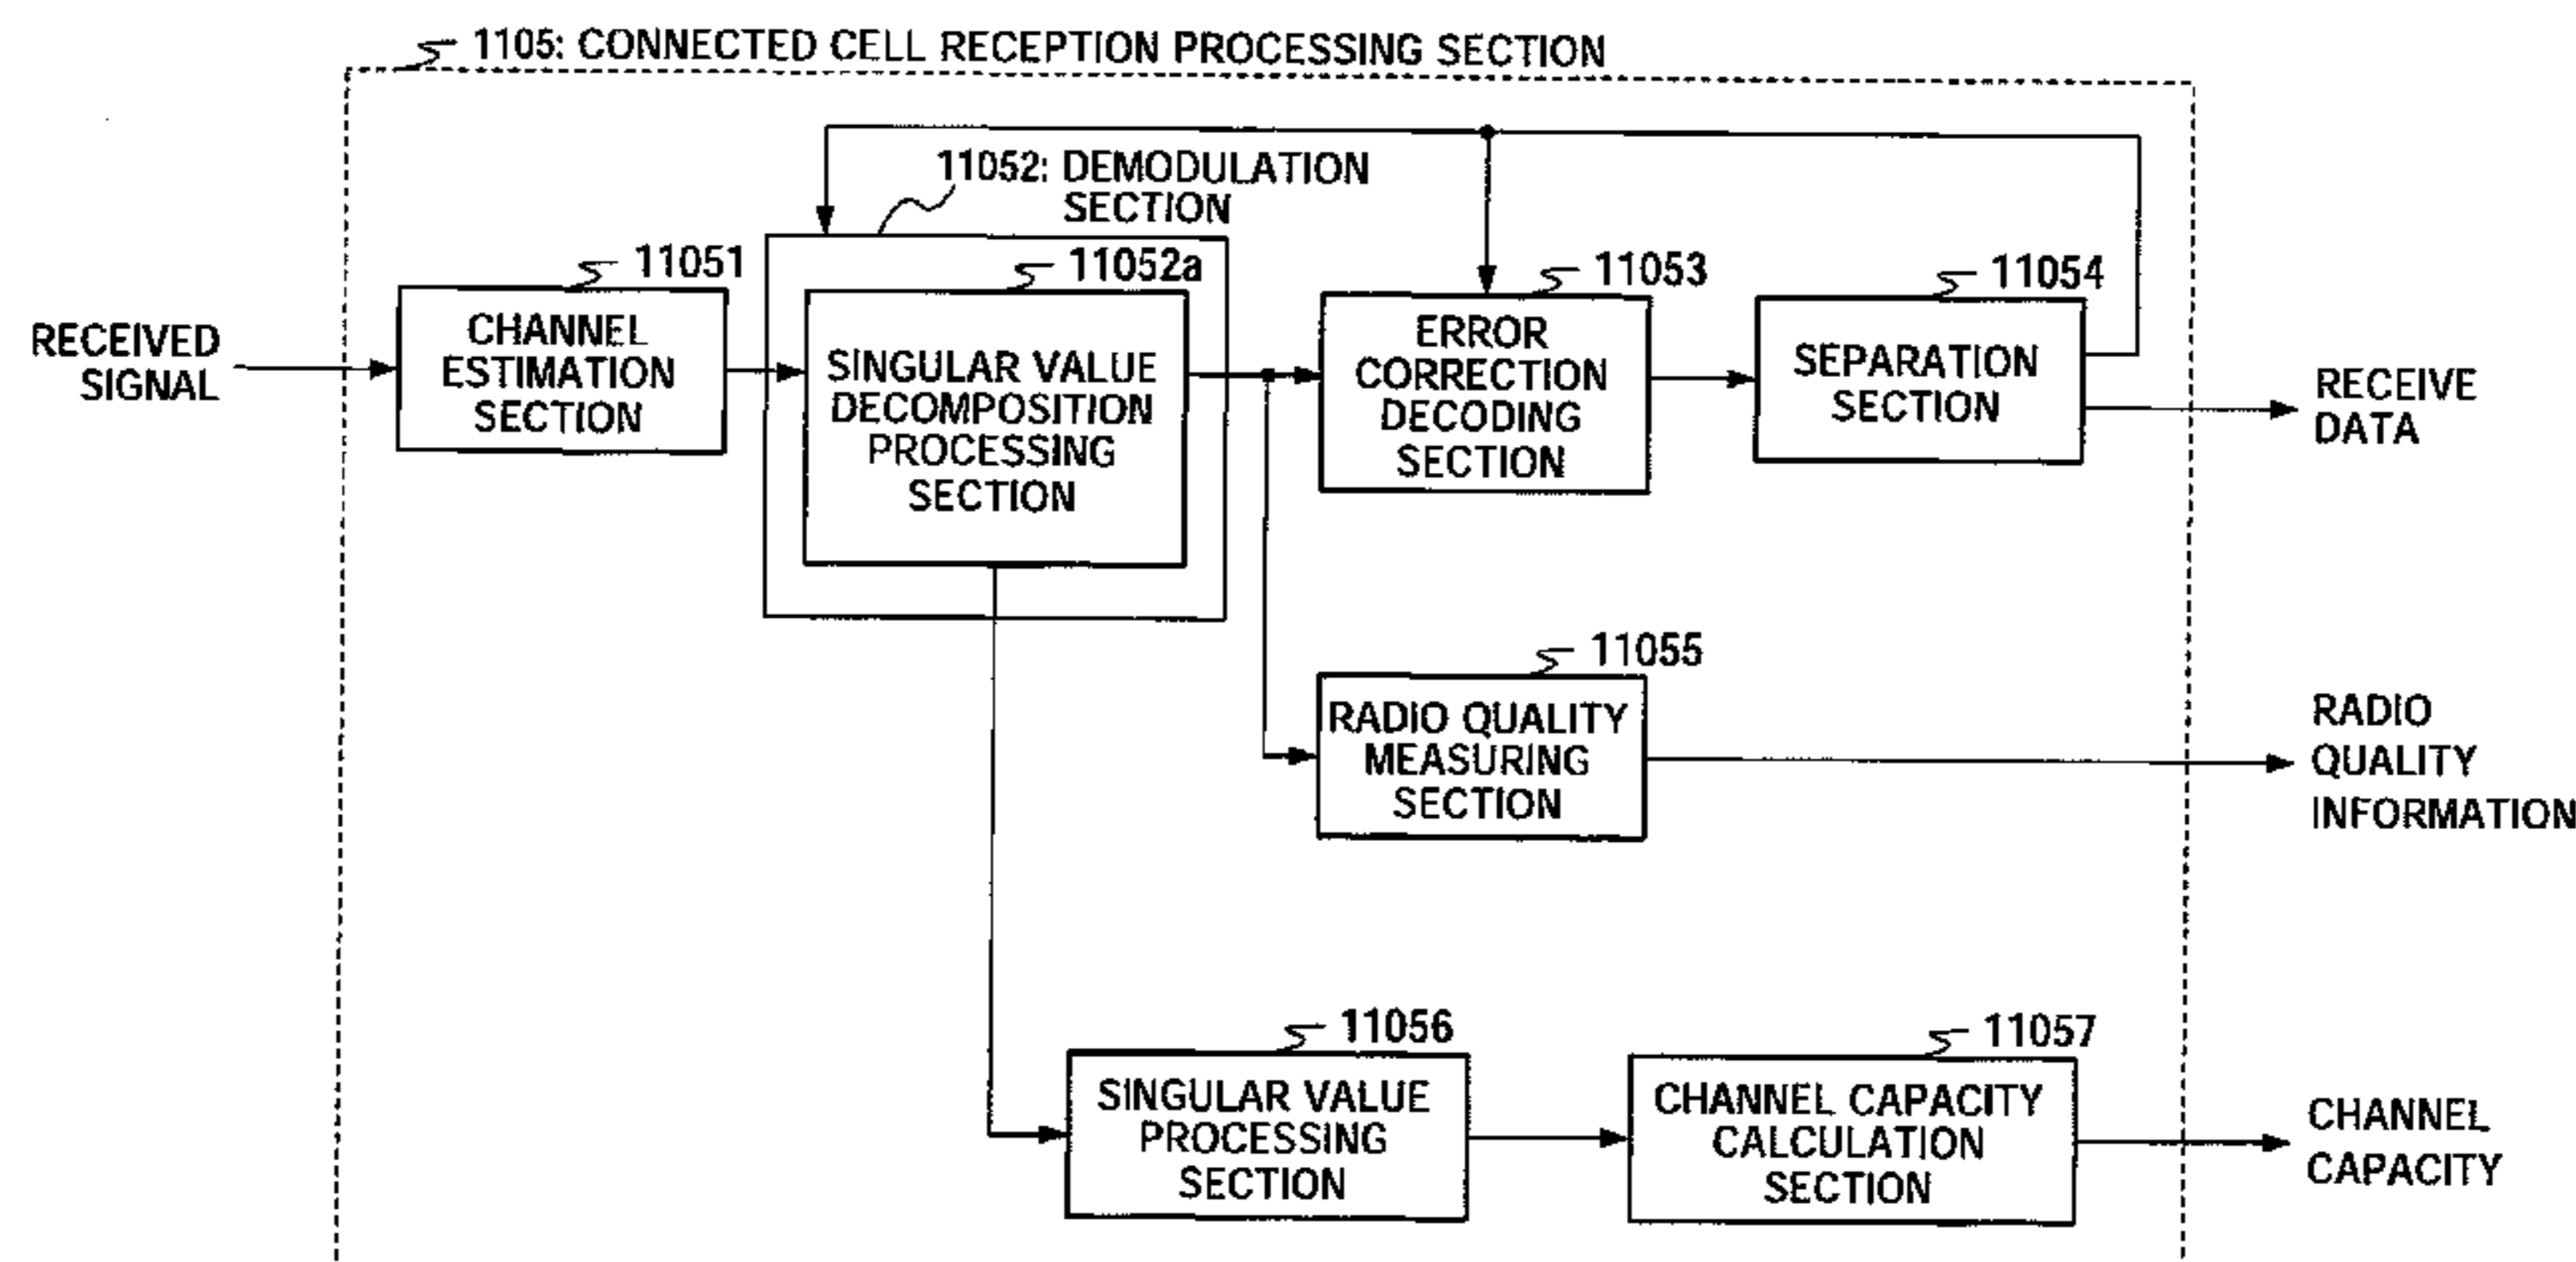 1105: CONNECTED CELL RECEPTION PROCESSING SECTION
11052: DEMODULATION
SECTION
11051
11052a
11053
11054
RECEIVED
SIGNAL
CHANNEL
ESTIMATION
SECTION
SINGULAR VALUE
DECOMPOSITION
PROCESSING
SECTION
ERROR
CORRECTION
DECODING
SECTION
SEPARATION
SECTION
RECEIVE
DATA
11055
RADIO QUALITY
MEASURING
SECTION
RADIO
QUALITY
INFORMATION
11056
11057
SINGULAR VALUE
PROCESSING
SECTION
CHANNEL CAPACITY
CALCULATION
SECTION
CHANNEL
CAPACITY